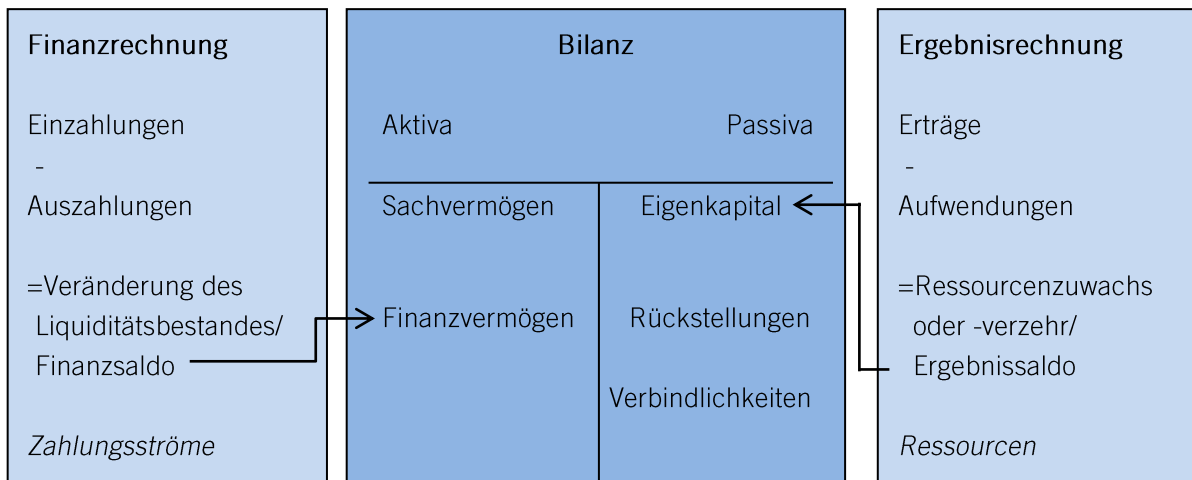 Finanzrechnung
Einzahlungen
-
Auszahlungen
=Veränderung des
Liquiditätsbestandes/
Finanzsaldo
Zahlungsströme
Bilanz
Aktiva Passiva
Sachvermögen Eigenkapital
Finanzvermögen Rückstellungen
Verbindlichkeiten
Ergebnisrechnung
Erträge
-
Aufwendungen
=Ressourcenzuwachs
oder -verzehr/
Ergebnissaldo
Ressourcen